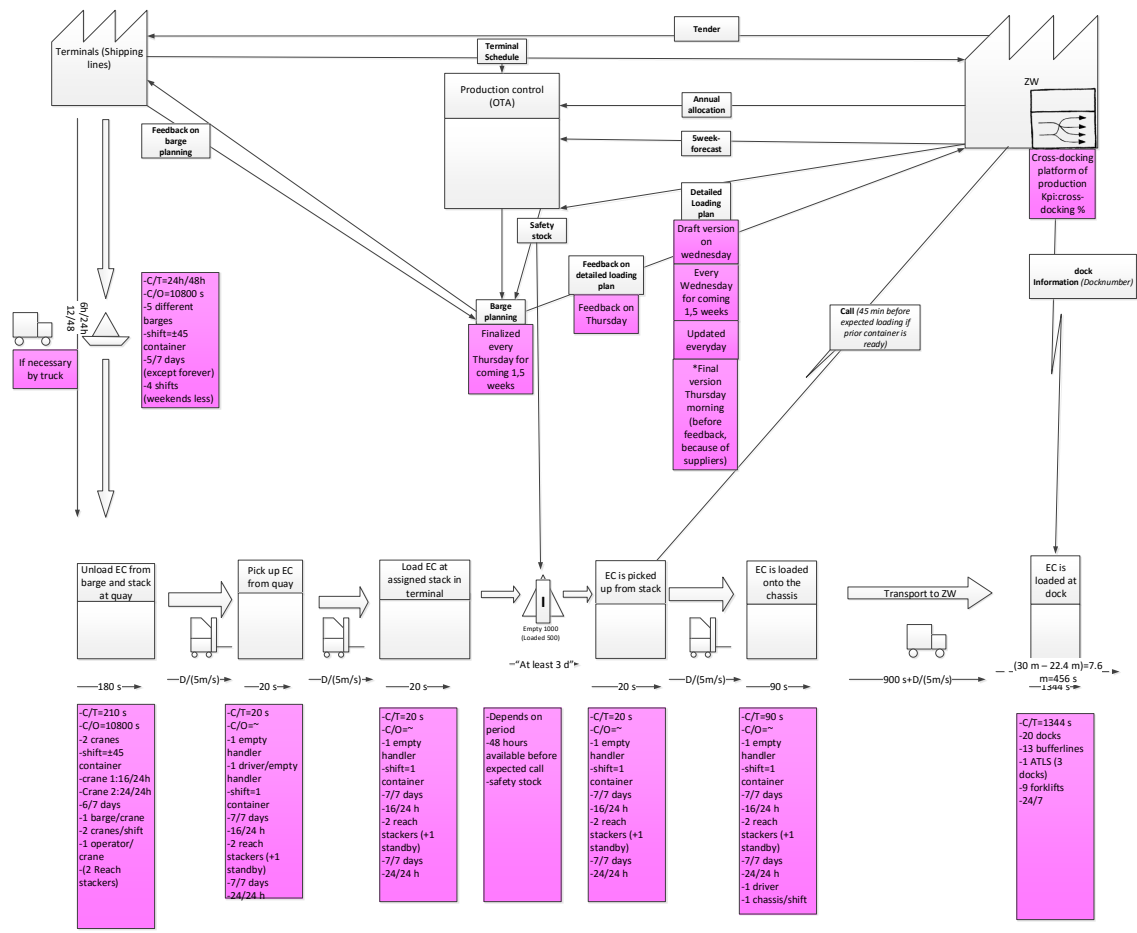 Tender
Terminals (Shipping
lines)
Terminal
Schedule
ZW
Production control
(OTA)
Annual
allocation
Feedback on
barge
planning
5week-
forecast
Cross-docking
platform of
production
Kpi:cross-
docking %
Detailed
Loading
plan
Draft version
on
wednesday
Every
Wednesday
for coming
1,5 weeks
Updated
everyday
*Final
version
Thursday
morning
(before
feedback,
because of
suppliers)
Safety
stock
Feedback on
detailed loading
plan
Feedback on
Thursday
dock
Information (Docknumber)
-C/T=24h/48h
-C/O=10800 s
-5 different
barges
-shift=±45
container
-5/7 days
(except forever)
-4 shifts
(weekends less)
6h/24h
12/48
If necessary
by truck
Barge
planning
Finalized
every
Thursday for
coming 1,5
weeks
Call (45 min before
expected loading if
prior container is
ready)
Unload EC from
barge and stack
at quay
Pick up EC
from quay
Load EC at
assigned stack in
terminal
I
Empty 1000
(Loaded 500)
EC is picked
up from stack
EC is loaded
onto the
chassis
Transport to ZW
EC is
loaded at
dock
180 s
D/(5m/s)
20 s
D/(5m/s)
20 s
"At least 3 d"
20 s
D/(5m/s)
90 s
900 s+D/(5m/s)
(30 m – 22.4 m)=7.6
m=456 s
1344 s
-C/T=210 s
-C/O=10800 s
-2 cranes
-shift=±45
container
-crane 1:16/24h
-Crane 2:24/24h
-6/7 days
-1 barge/crane
-2 cranes/shift
-1 operator/
crane
-(2 Reach
stackers)
-C/T=20 s
-C/O=~
-1 empty
handler
-1 driver/empty
handler
-shift=1
container
-7/7 days
-16/24 h
-2 reach
stackers (+1
standby)
-7/7 days
-24/24 h
-C/T=20 s
-C/O=~
-1 empty
handler
-shift=1
container
-7/7 days
-16/24 h
-2 reach
stackers (+1
standby)
-7/7 days
-24/24 h
-Depends on
period
-48 hours
available before
expected call
-safety stock
-C/T=20 s
-C/O=~
-1 empty
handler
-shift=1
container
-7/7 days
-16/24 h
-2 reach
stackers (+1
standby)
-7/7 days
-24/24 h
-C/T=90 s
-C/O=~
-1 empty
handler
-shift=1
container
-7/7 days
-16/24 h
-2 reach
stackers (+1
standby)
-7/7 days
-24/24 h
-1 driver
-1 chassis/shift
-C/T=1344 s
-20 docks
-13 bufferlines
-1 ATLS (3
docks)
-9 forklifts
-24/7